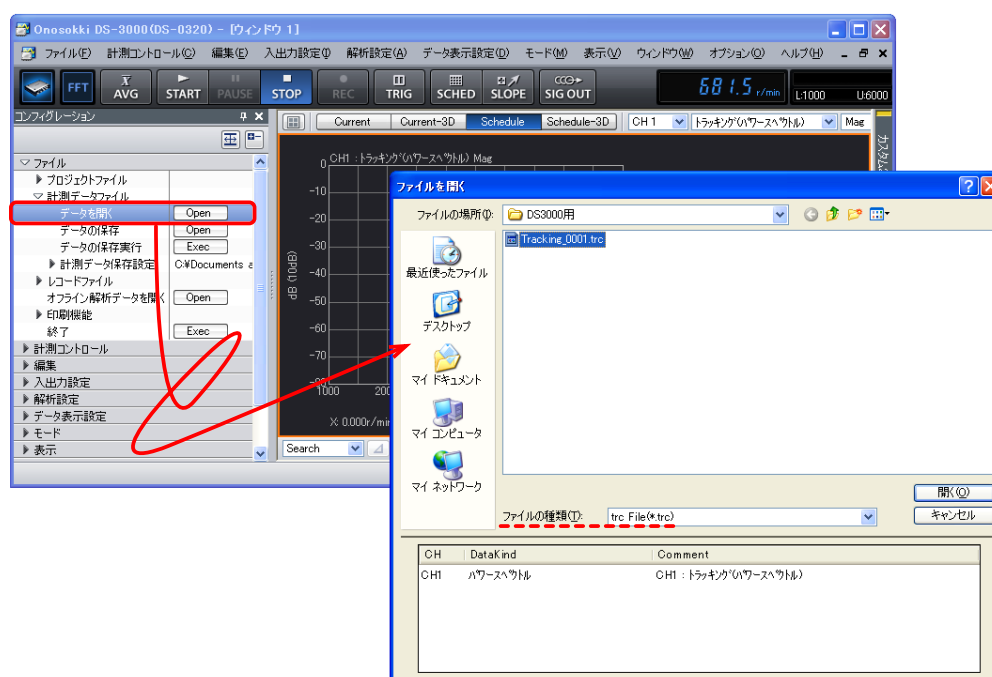 Onosokki DS-3000(DS-0320) - [ウィンドウ 1]
ファイル(F) 計測コントロール(C) 編集(E) 入出力設定(I) 解析設定(A) データ表示設定(D) モード(M) 表示(V) ウィンドウ(W) オプション(O) ヘルプ(H)
FFT AVG START PAUSE STOP REC TRIG SCHED SLOPE SIG OUT 681.5 r/min L:1000 U:6000
コンフィグレーション
Current Current-3D Schedule Schedule-3D CH 1 トラッキング(パワースペクトル) Mag
カスタム
ファイル
プロジェクトファイル
計測データファイル
データを開く Open
データの保存 Open
データの保存実行 Exec
計測データ保存設定 C:¥Documents a
レコードファイル
オフライン解析データを開く Open
印刷機能
終了 Exec
計測コントロール
編集
入出力設定
解析設定
データ表示設定
モード
表示
CH1 : トラッキング(パワースペクトル) Mag
dB (10dB)
0
-10
-20
-30
-40
-50
-60
-70
1000 200
X: 0.000r/min
Search
ファイルを開く
ファイルの場所(I): DS3000用
Tracking_0001.trc
最近使ったファイル
デスクトップ
マイ ドキュメント
マイ コンピュータ
マイ ネットワーク
ファイルの種類(T): trc File(*.trc)
開く(O)
キャンセル
CH DataKind Comment
CH1 パワースペクトル CH1 : トラッキング(パワースペクトル)